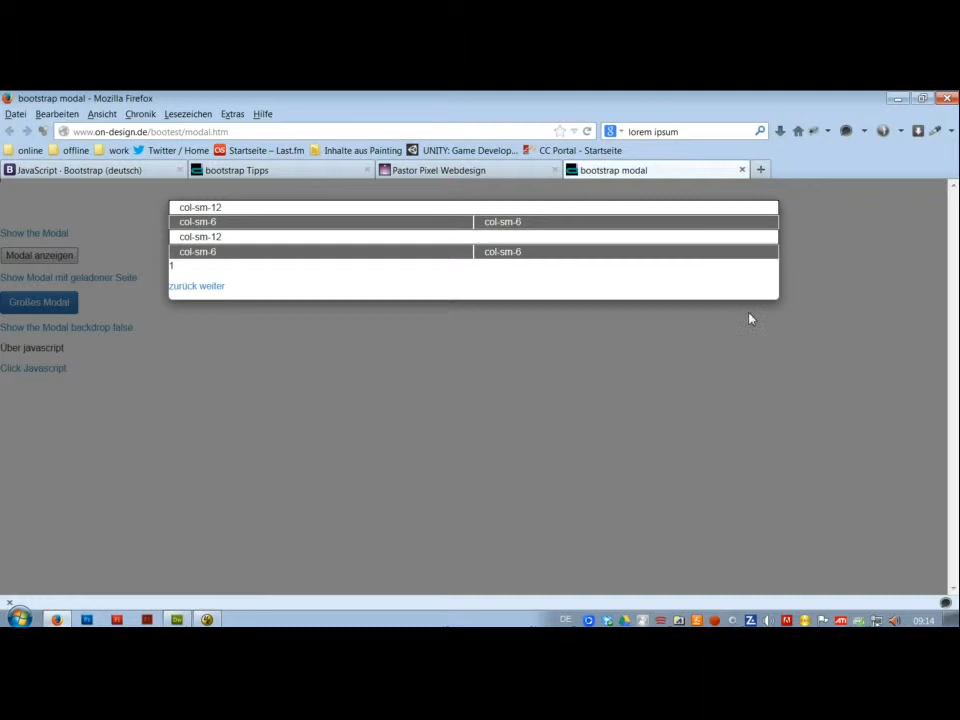 bootstrap modal - Mozilla Firefox
Datei Bearbeiten Ansicht Chronik Lesezeichen Extras Hilfe
www.on-design.de/bootest/modal.htm
lorem ipsum
online offline work Twitter / Home Startseite – Last.fm Inhalte aus Painting UNITY: Game Develop... CC Portal - Startseite
JavaScript · Bootstrap (deutsch) bootstrap Tipps Pastor Pixel Webdesign bootstrap modal
col-sm-12
col-sm-6 col-sm-6
col-sm-12
col-sm-6 col-sm-6
1
zurück weiter
Show the Modal
Modal anzeigen
Show Modal mit geladener Seite
Großes Modal
Show the Modal backdrop false
Über javascript
Click Javascript
DE
09:14